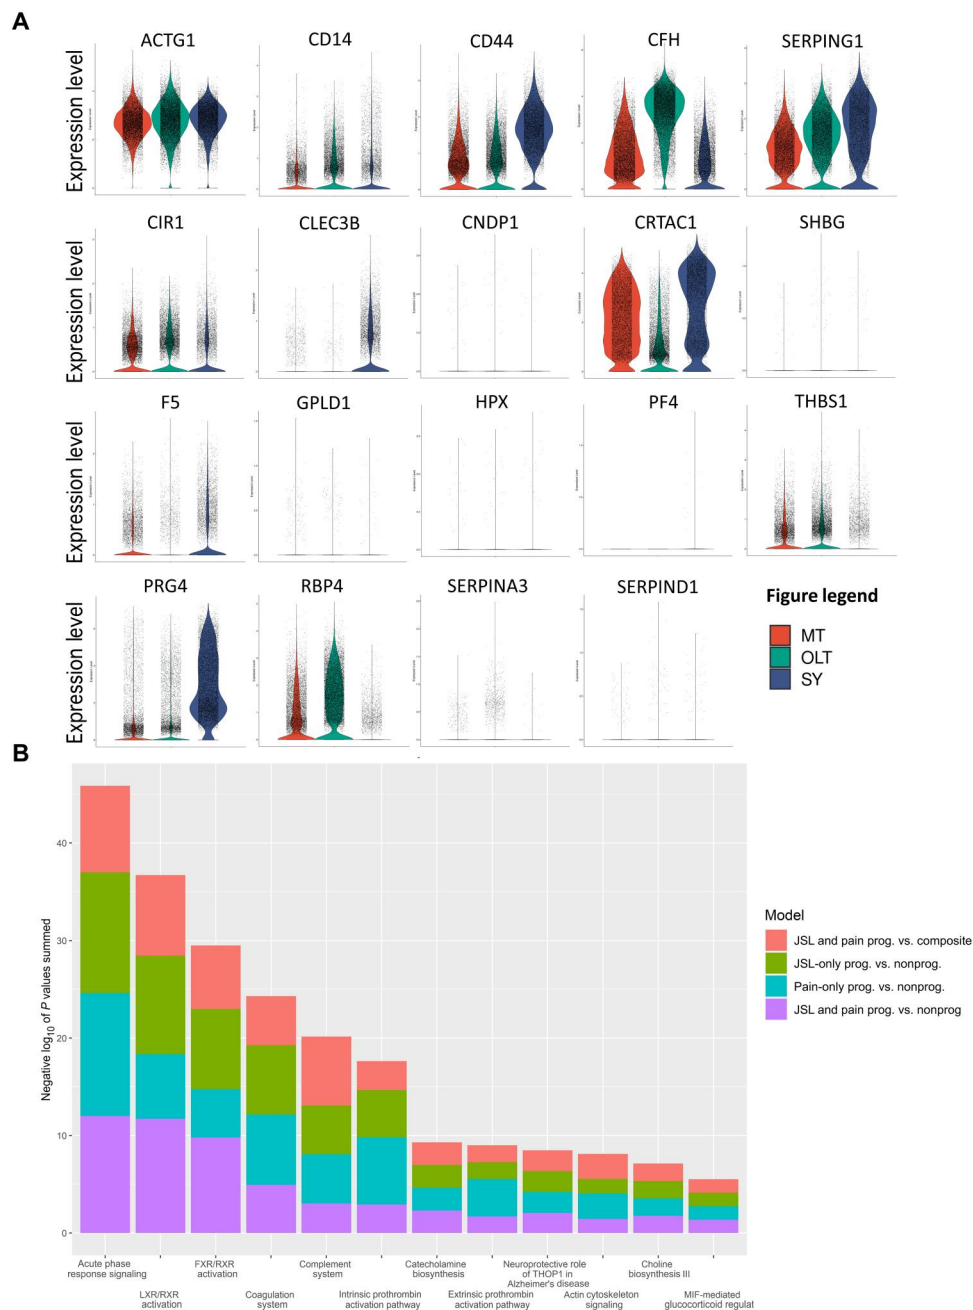 A
ACTG1
CD14
CD44
CFH
SERPING1
Expression level
CIR1
CLEC3B
CNDP1
CRTAC1
SHBG
Expression level
F5
GPLD1
HPX
PF4
THBS1
Expression level
PRG4
RBP4
SERPINA3
SERPIND1
Expression level
Figure legend
MT
OLT
SY
B
Negative log10 of P values summed
40
30
20
10
0
Acute phase
response signaling
LXR/RXR
activation
FXR/RXR
activation
Coagulation
system
Complement
system
Intrinsic prothrombin
activation pathway
Catecholamine
biosynthesis
Extrinsic prothrombin
activation pathway
Neuroprotective role
of THOP1 in
Alzheimer's disease
Actin cytoskeleton
signaling
Choline
biosynthesis III
MIF-mediated
glucocorticoid regulat
Model
JSL and pain prog. vs. composite
JSL-only prog. vs. nonprog.
Pain-only prog. vs. nonprog.
JSL and pain prog. vs. nonprog